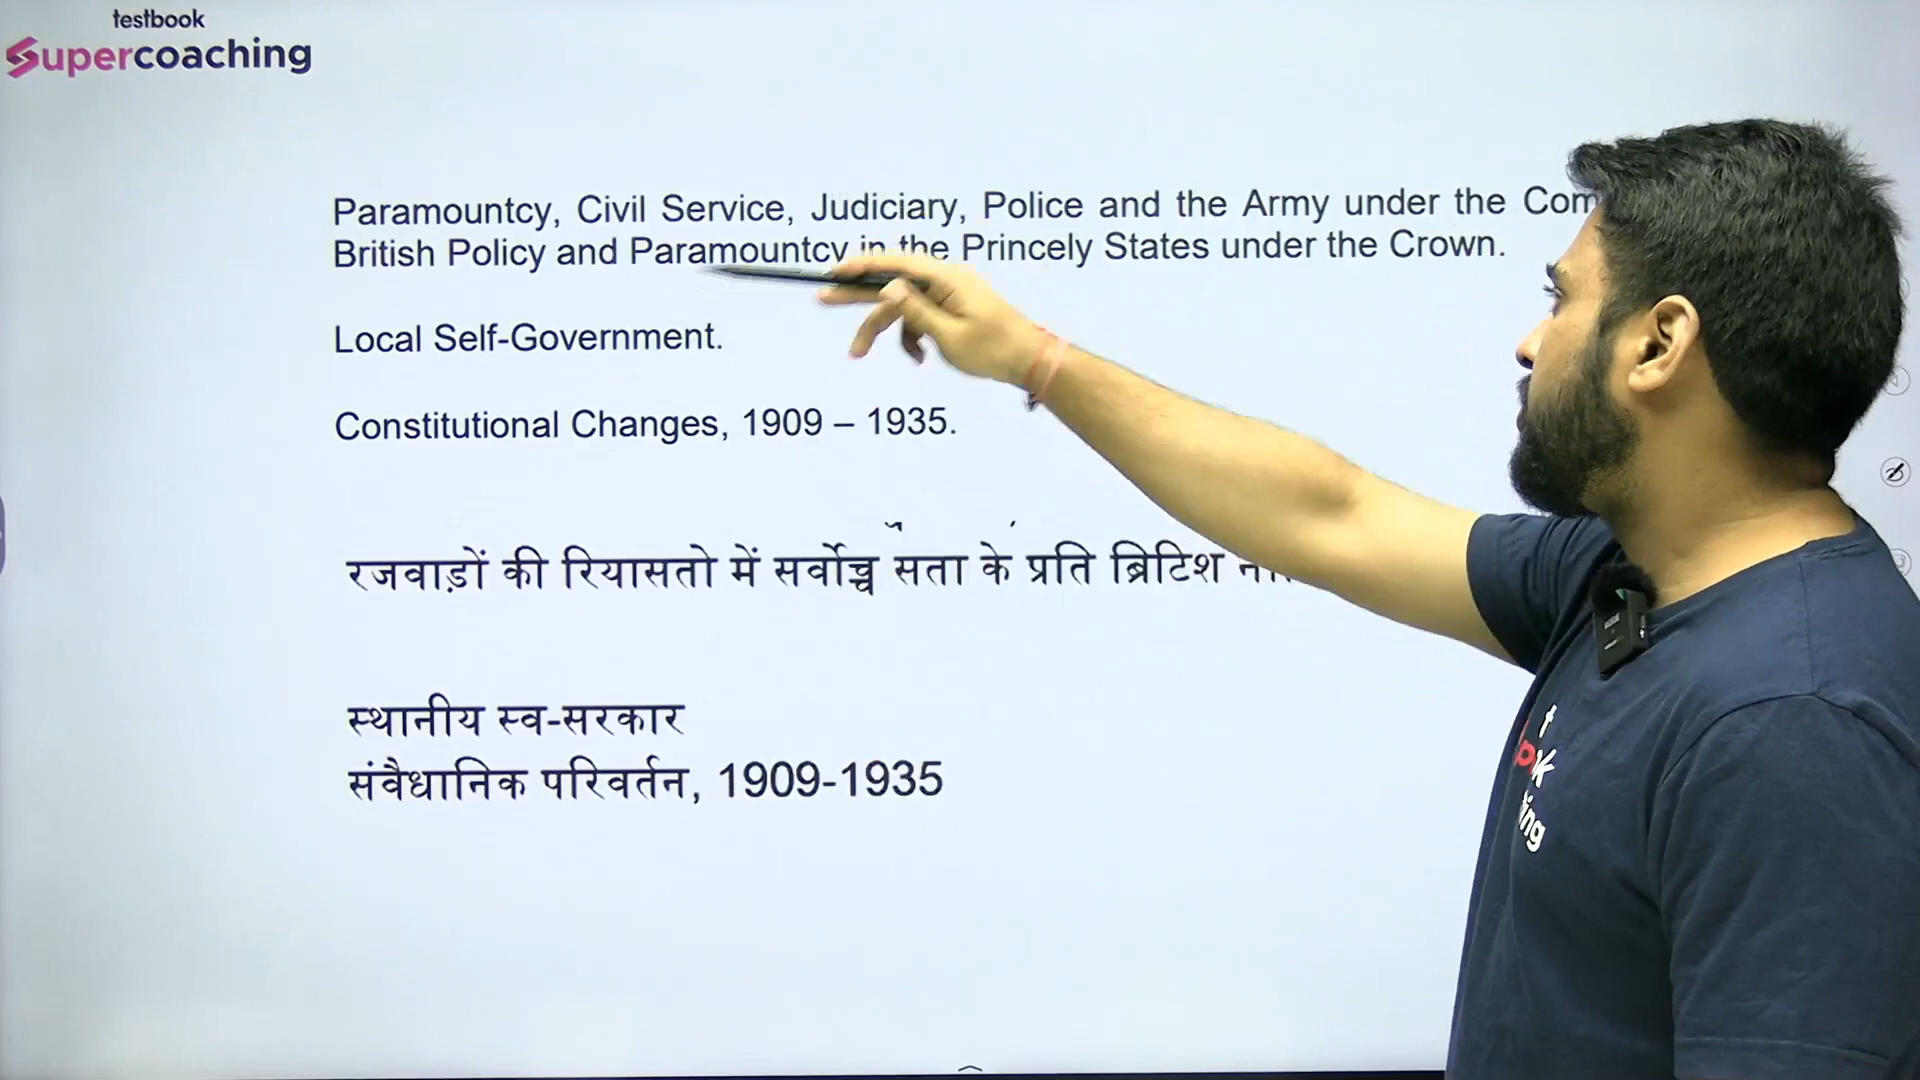 testbook
Supercoaching
Paramountcy, Civil Service, Judiciary, Police and the Army under the
British Policy and Paramountcy in the Princely States under the Crown.
Local Self-Government.
Constitutional Changes, 1909 – 1935.
रजवाड़ों की रियासतो में सर्वोच्च सता के प्रति ब्रिटिश
स्थानीय स्व-सरकार
संवैधानिक परिवर्तन, 1909-1935